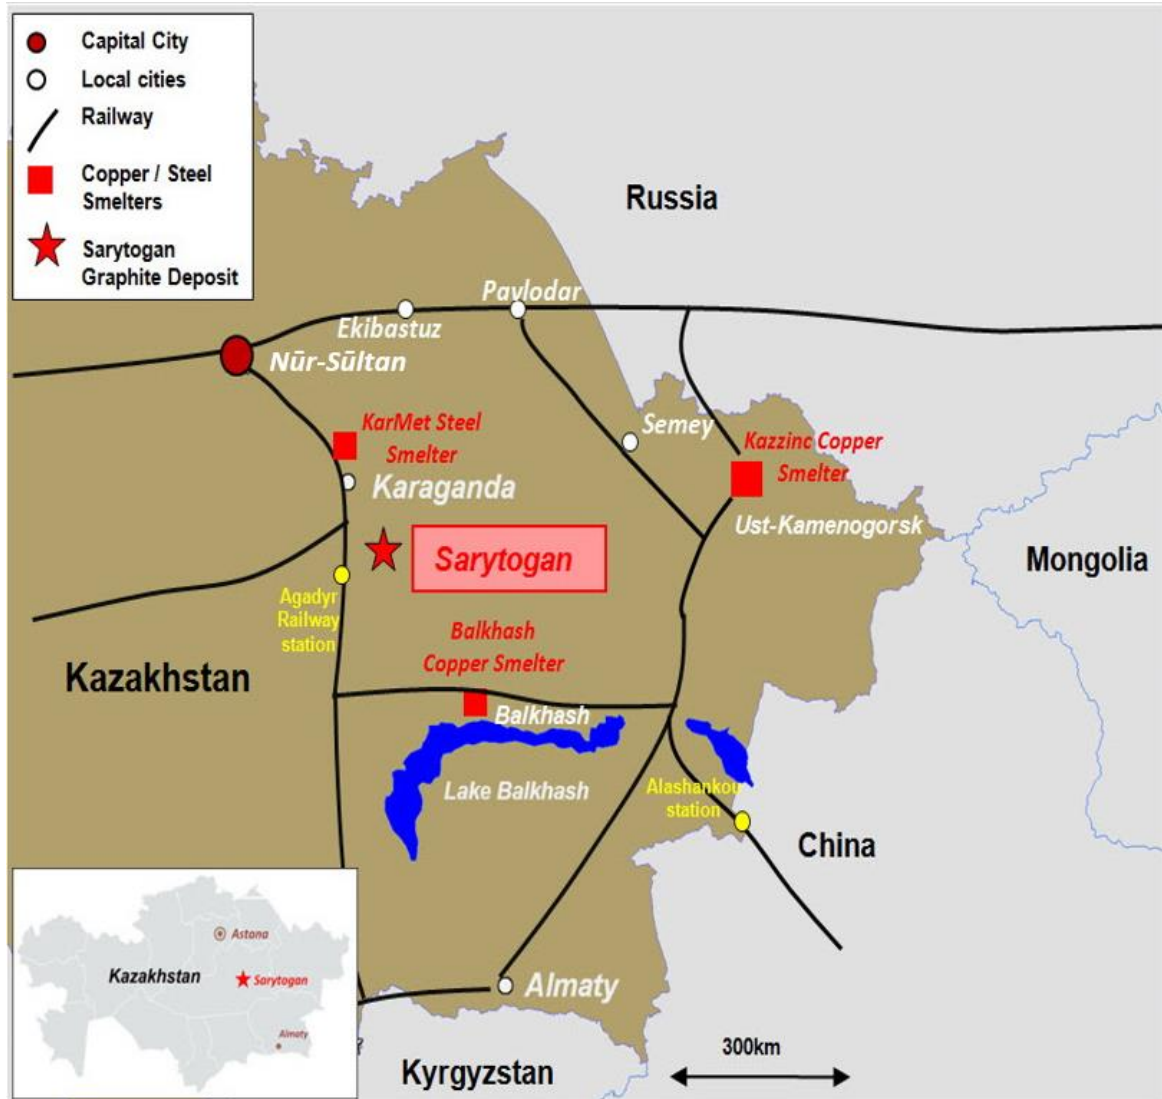 Capital City
Local cities
Railway
Copper / Steel
Smelters
Sarytogan
Graphite Deposit
Russia
Pavlodar
Ekibastuz
Nūr-Sūltan
KarMet Steel
Smelter
Semey
Kazzinc Copper
Smelter
Karaganda
Ust-Kamenogorsk
Sarytogan
Mongolia
Agadyr
Railway
station
Balkhash
Copper Smelter
Kazakhstan
Balkhash
Lake Balkhash
Alashankou
station
China
Astana
Kazakhstan
Sarytogan
Almaty
Almaty
300km
Kyrgyzstan